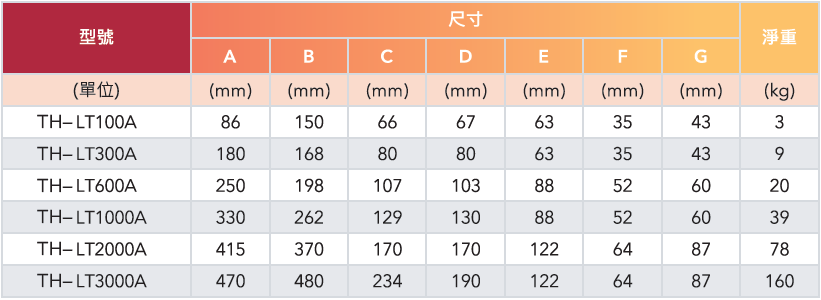 型號 尺寸 淨重
A B C D E F G
(單位) (mm) (mm) (mm) (mm) (mm) (mm) (mm) (kg)
TH–LT100A 86 150 66 67 63 35 43 3
TH–LT300A 180 168 80 80 63 35 43 9
TH–LT600A 250 198 107 103 88 52 60 20
TH–LT1000A 330 262 129 130 88 52 60 39
TH–LT2000A 415 370 170 170 122 64 87 78
TH–LT3000A 470 480 234 190 122 64 87 160